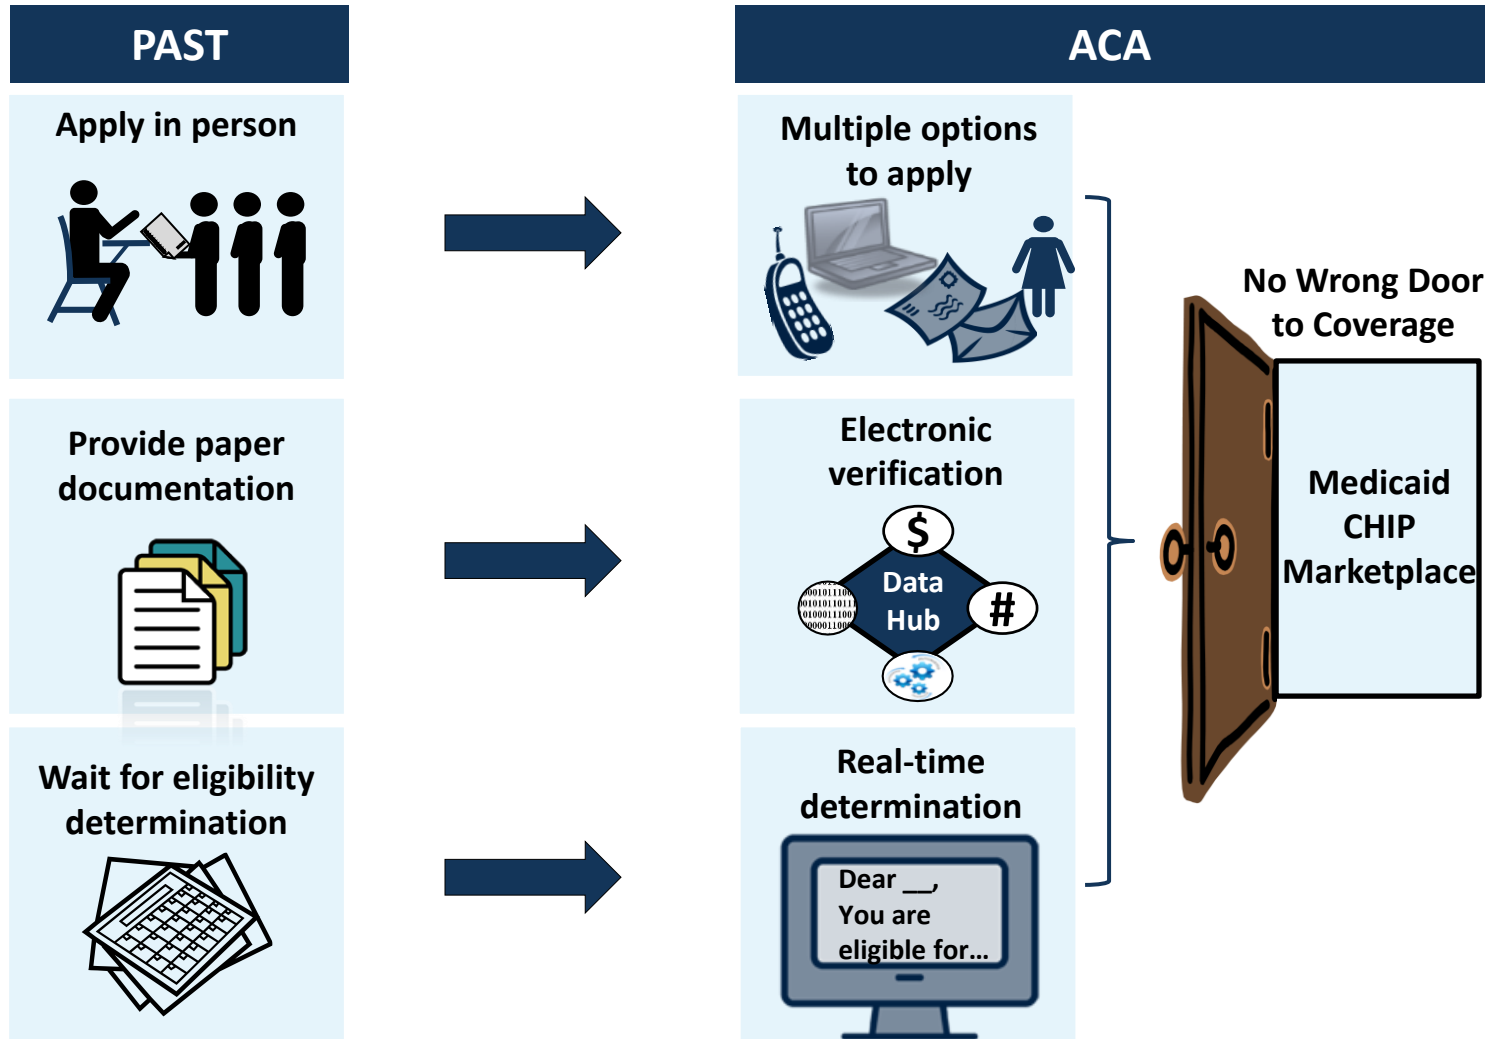 PAST
ACA
Apply in person
Multiple options
to apply
No Wrong Door
to Coverage
Provide paper
documentation
Electronic
verification
$
Data
Hub
#
Medicaid
CHIP
Marketplace
Wait for eligibility
determination
Real-time
determination
Dear __,
You are
eligible for…